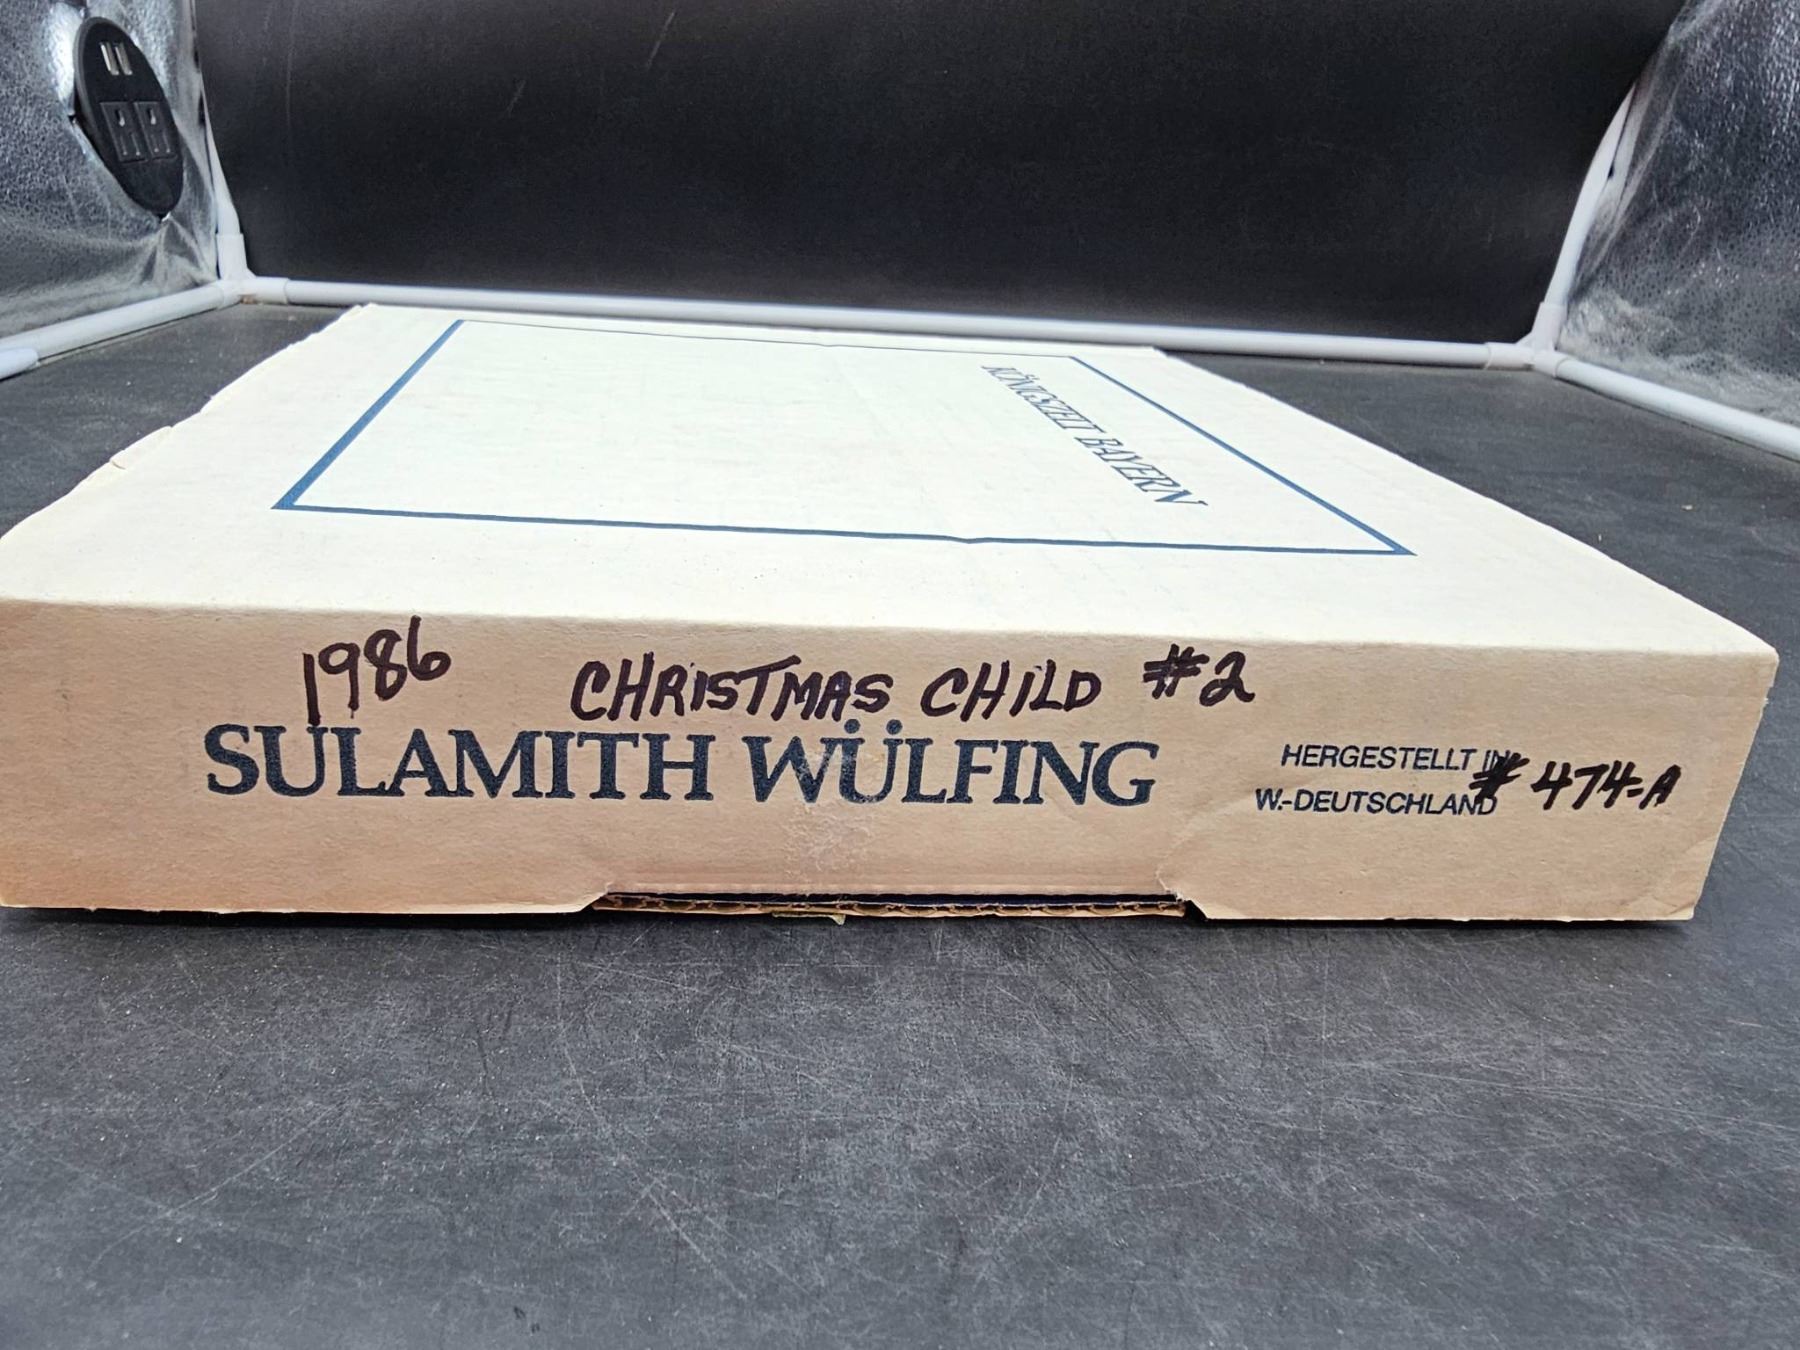 KÖNIGSZELT BAYERN
1986 CHRISTMAS CHILD #2
SULAMITH WÜLFING
HERGESTELLT IN
W.-DEUTSCHLAND
# 474-A